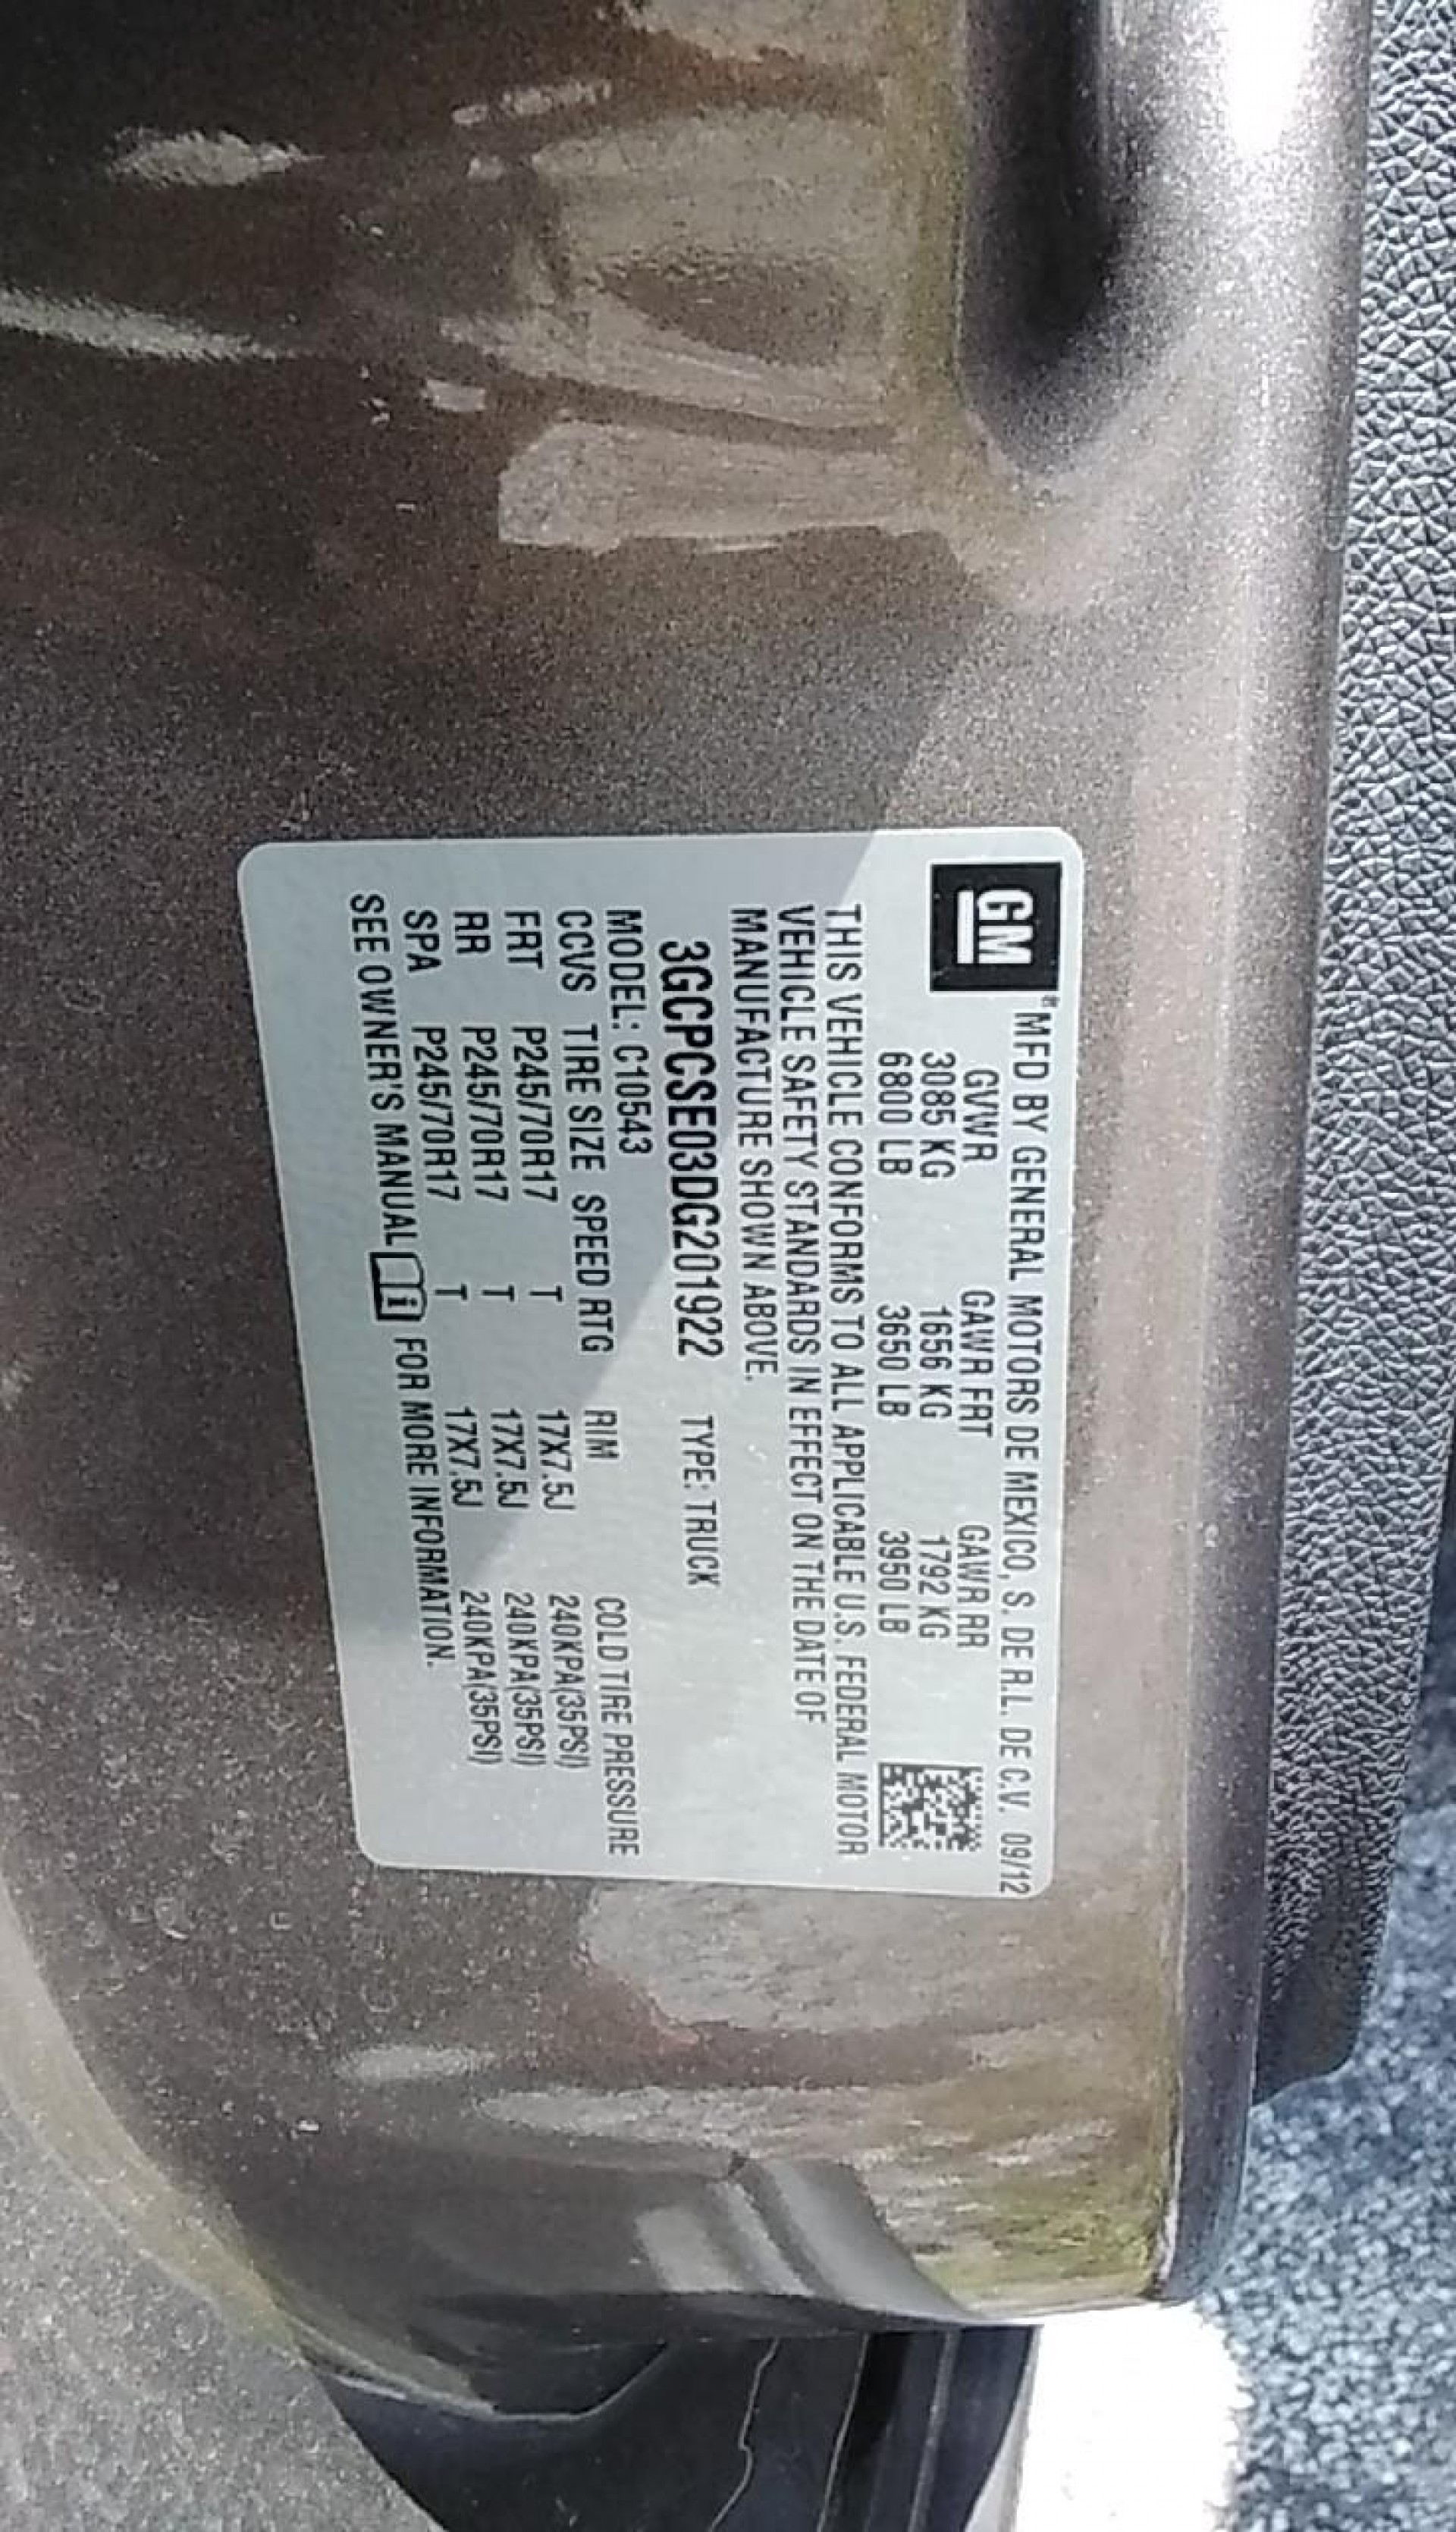 GM ® MFD BY GENERAL MOTORS DE MEXICO, S. DE R.L. DE C.V. 09/12
GVWR GAWR FRT GAWR RR
3085 KG 1656 KG 1792 KG
6800 LB 3650 LB 3950 LB
THIS VEHICLE CONFORMS TO ALL APPLICABLE U.S. FEDERAL MOTOR
VEHICLE SAFETY STANDARDS IN EFFECT ON THE DATE OF
MANUFACTURE SHOWN ABOVE.
3GCPCSE03DG201922 TYPE: TRUCK
MODEL: C10543
CCVS TIRE SIZE SPEED RTG RIM COLD TIRE PRESSURE
FRT P245/70R17 T 17X7.5J 240KPA(35PSI)
RR P245/70R17 T 17X7.5J 240KPA(35PSI)
SPA P245/70R17 T 17X7.5J 240KPA(35PSI)
SEE OWNER'S MANUAL i FOR MORE INFORMATION.